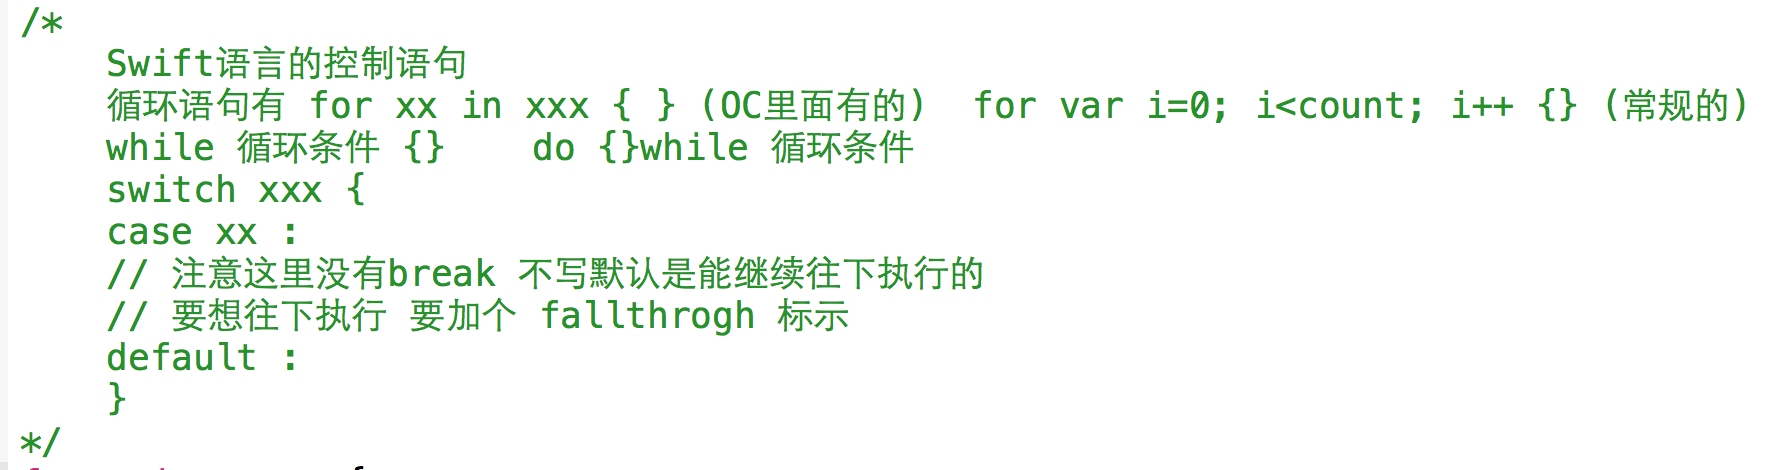 /*
Swift语言的控制语句
循环语句有 for xx in xxx { } (OC里面有的)  for var i=0; i<count; i++ {} (常规的)
while 循环条件 {}    do {}while 循环条件
switch xxx {
case xx :
// 注意这里没有break 不写默认是能继续往下执行的
// 要想往下执行 要加个 fallthrogh 标示
default :
}
*/